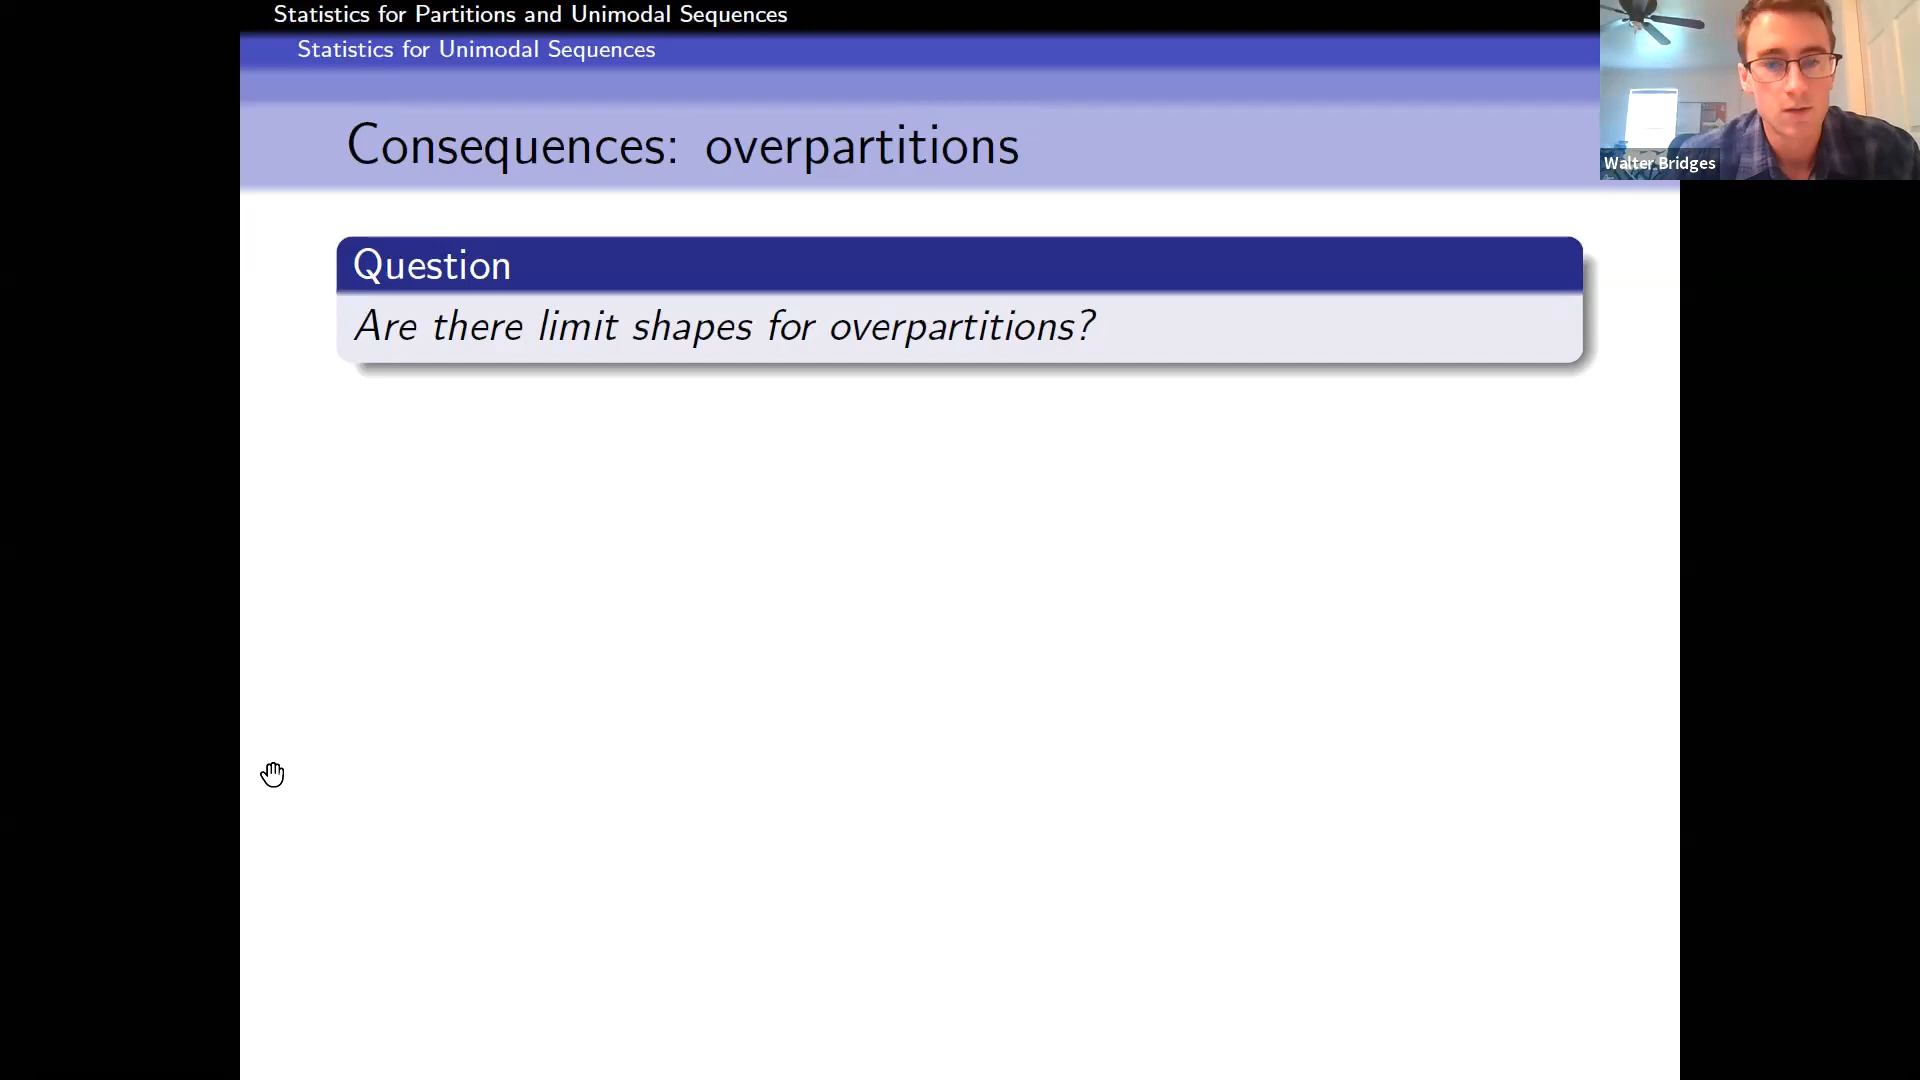 Statistics for Partitions and Unimodal Sequences
Statistics for Unimodal Sequences
Consequences: overpartitions
Walter Bridges
Question
Are there limit shapes for overpartitions?